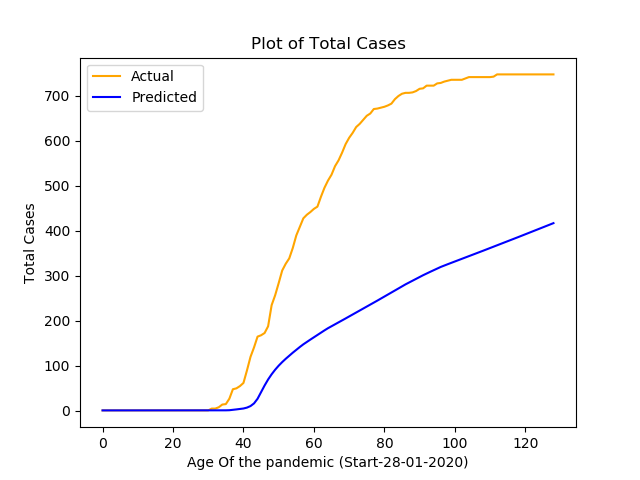 Plot of Total Cases
Actual
Predicted
Total Cases
700
600
500
400
300
200
100
0
0 20 40 60 80 100 120
Age Of the pandemic (Start-28-01-2020)